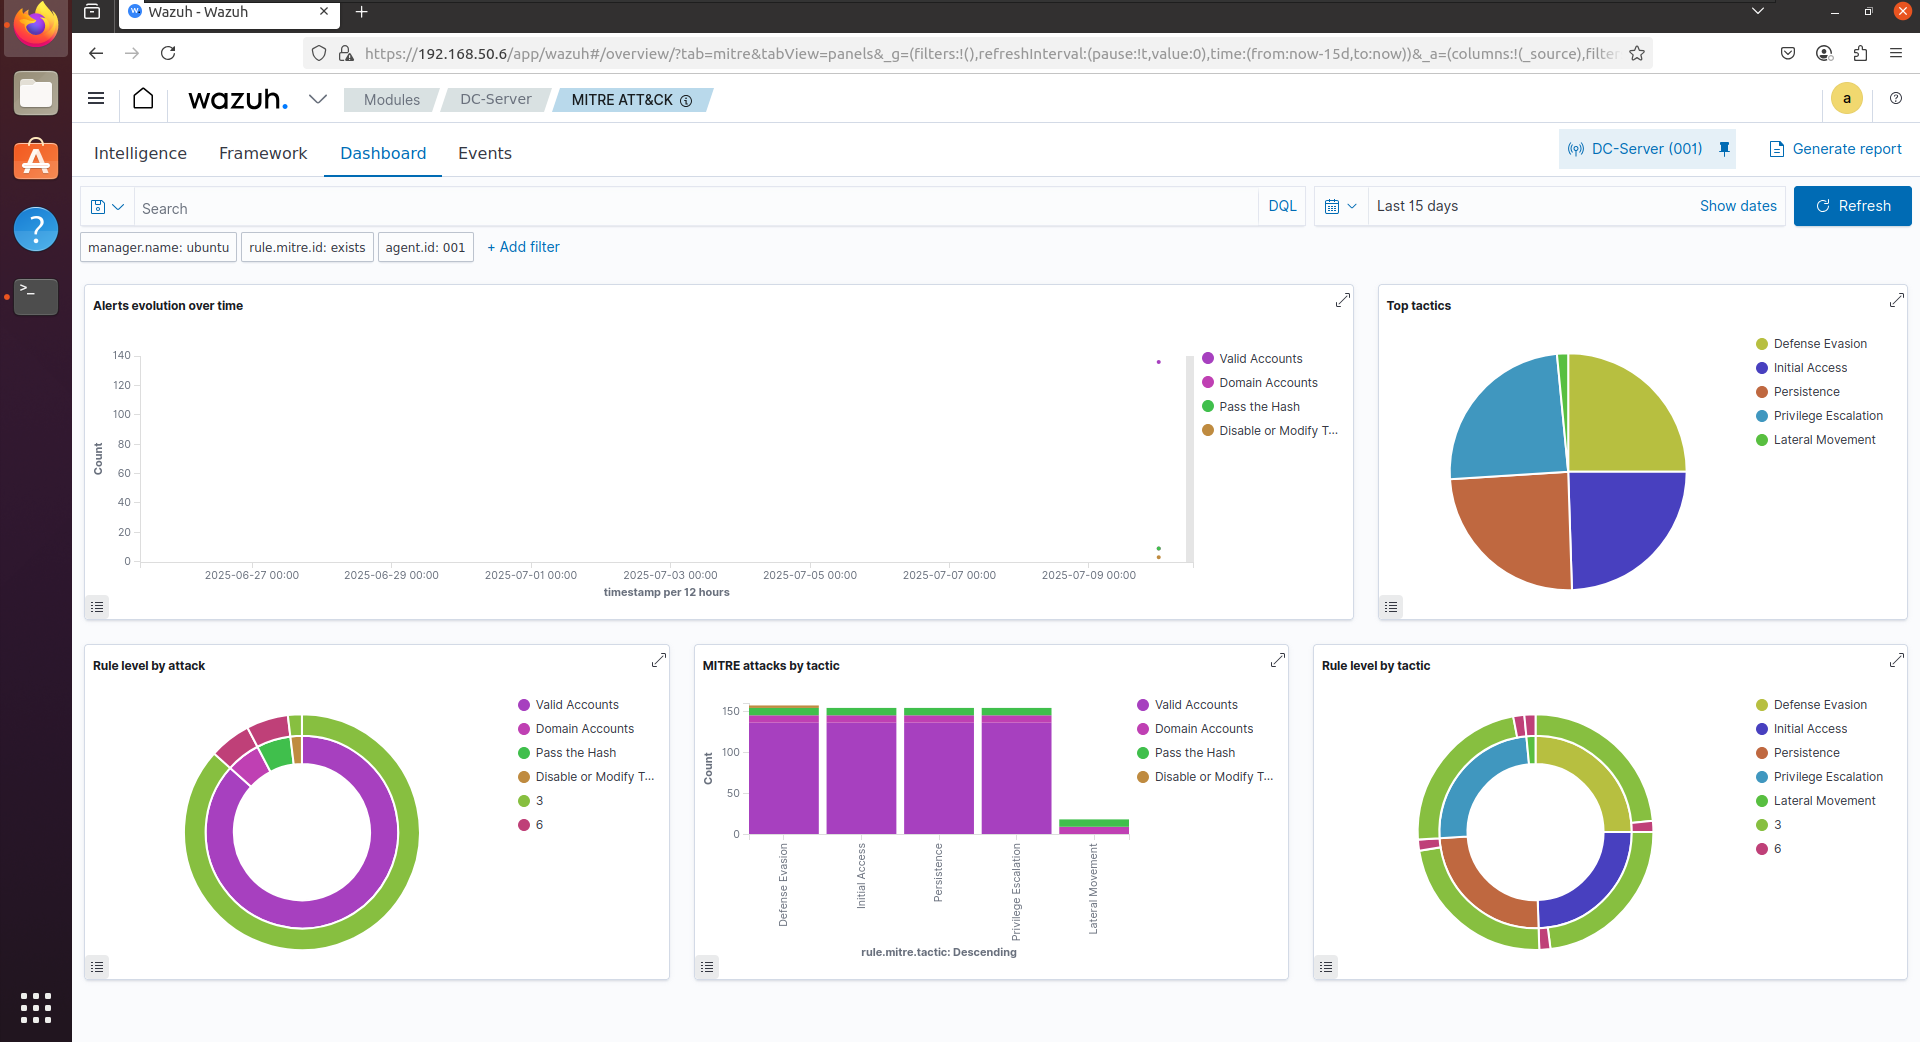 Wazuh - Wazuh
https://192.168.50.6/app/wazuh#/overview/?tab=mitre&tabView=panels&_g=(filters:!(),refreshInterval:(pause:!t,value:0),time:(from:now-15d,to:now))&_a=(columns:!(_source),filter
wazuh.
Modules
DC-Server
MITRE ATT&CK
a
Intelligence
Framework
Dashboard
Events
DC-Server (001)
Generate report
Search
DQL
Last 15 days
Show dates
Refresh
manager.name: ubuntu
rule.mitre.id: exists
agent.id: 001
+ Add filter
Alerts evolution over time
140
120
100
80
60
40
20
0
Count
2025-06-27 00:00
2025-06-29 00:00
2025-07-01 00:00
2025-07-03 00:00
2025-07-05 00:00
2025-07-07 00:00
2025-07-09 00:00
timestamp per 12 hours
Valid Accounts
Domain Accounts
Pass the Hash
Disable or Modify T...
Top tactics
Defense Evasion
Initial Access
Persistence
Privilege Escalation
Lateral Movement
Rule level by attack
Valid Accounts
Domain Accounts
Pass the Hash
Disable or Modify T...
3
6
MITRE attacks by tactic
150
100
50
0
Count
Defense Evasion
Initial Access
Persistence
Privilege Escalation
Lateral Movement
rule.mitre.tactic: Descending
Valid Accounts
Domain Accounts
Pass the Hash
Disable or Modify T...
Rule level by tactic
Defense Evasion
Initial Access
Persistence
Privilege Escalation
Lateral Movement
3
6